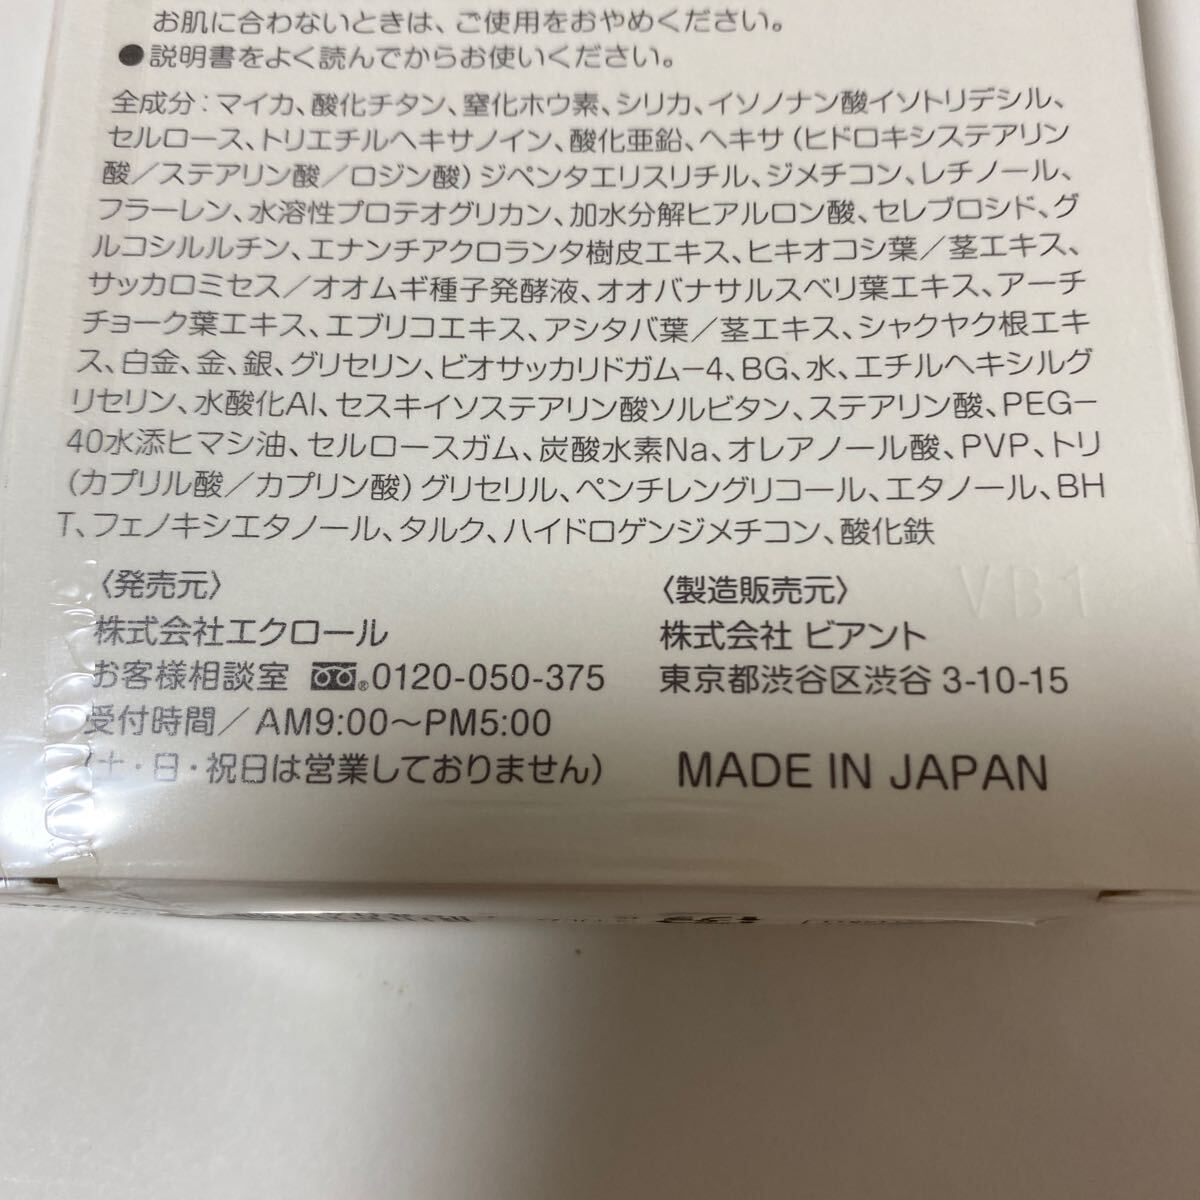 お肌に合わないときは、ご使用をおやめください。
●説明書をよく読んでからお使いください。
全成分：マイカ、酸化チタン、窒化ホウ素、シリカ、イソノナン酸イソトリデシル、
セルロース、トリエチルヘキサノイン、酸化亜鉛、ヘキサ（ヒドロキシステアリン
酸／ステアリン酸／ロジン酸）ジペンタエリスリチル、ジメチコン、レチノール、
フラーレン、水溶性プロテオグリカン、加水分解ヒアルロン酸、セレブロシド、グ
ルコシルルチン、エナンチアクロランタ樹皮エキス、ヒキオコシ葉／茎エキス、
サッカロミセス／オオムギ種子発酵液、オオバナサルスベリ葉エキス、アーチ
チョーク葉エキス、エブリコエキス、アシタバ葉／茎エキス、シャクヤク根エキ
ス、白金、金、銀、グリセリン、ビオサッカリドガムー4、BG、水、エチルヘキシルグ
リセリン、水酸化Al、セスキイソステアリン酸ソルビタン、ステアリン酸、PEG−
40水添ヒマシ油、セルロースガム、炭酸水素Na、オレアノール酸、PVP、トリ
（カプリル酸／カプリン酸）グリセリル、ペンチレングリコール、エタノール、BH
T、フェノキシエタノール、タルク、ハイドロゲンジメチコン、酸化鉄
〈発売元〉
株式会社エクロール
お客様相談室 0120-050-375
受付時間／AM9:00〜PM5:00
（土・日・祝日は営業しておりません）
〈製造販売元〉
株式会社 ビアント
東京都渋谷区渋谷 3-10-15
MADE IN JAPAN
VB1